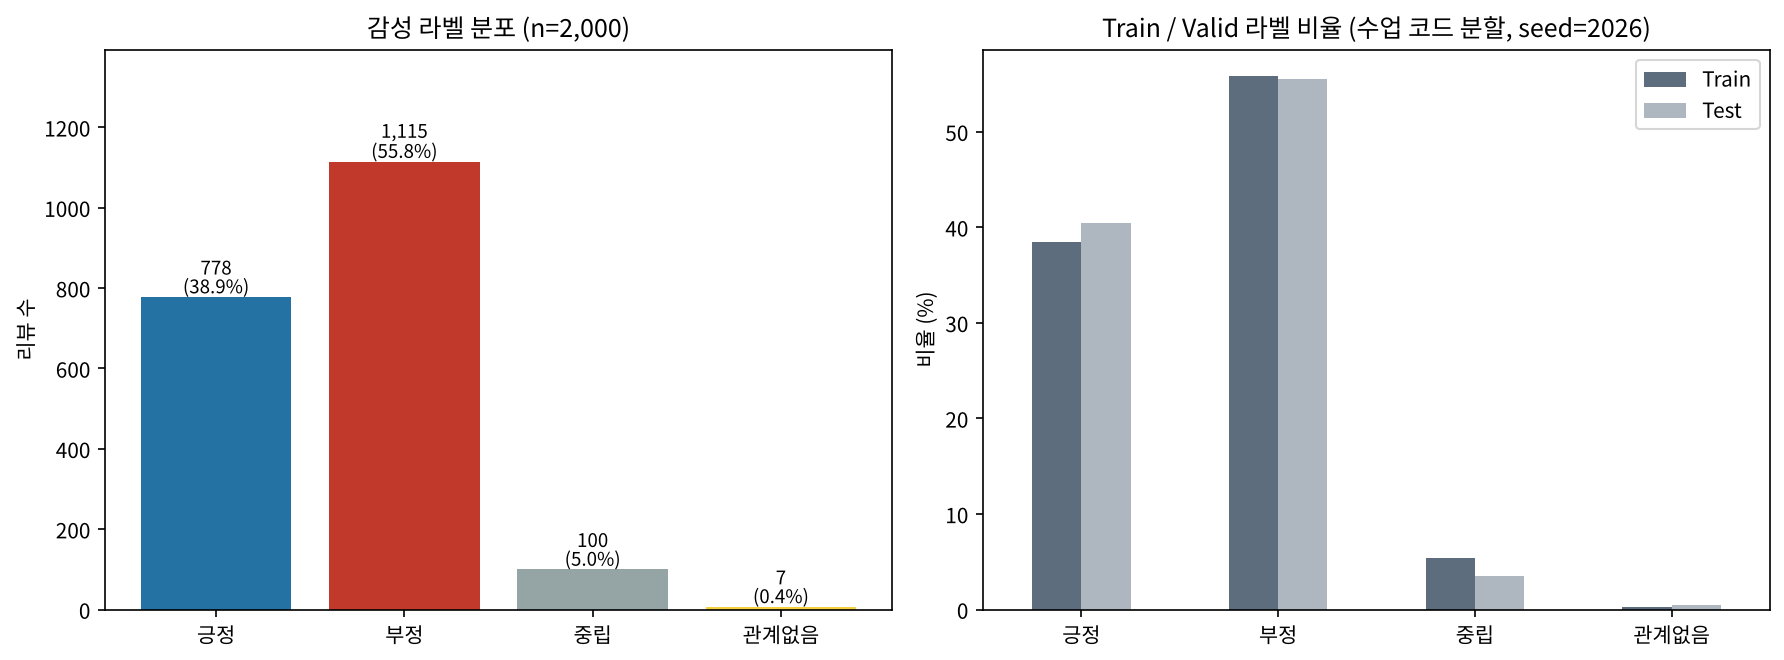 감성 라벨 분포 (n=2,000)
리뷰 수
1200
1000
800
600
400
200
0
778
(38.9%)
1,115
(55.8%)
100
(5.0%)
7
(0.4%)
긍정
부정
중립
관계없음
Train / Valid 라벨 비율 (수업 코드 분할, seed=2026)
비율 (%)
50
40
30
20
10
0
Train
Test
긍정
부정
중립
관계없음